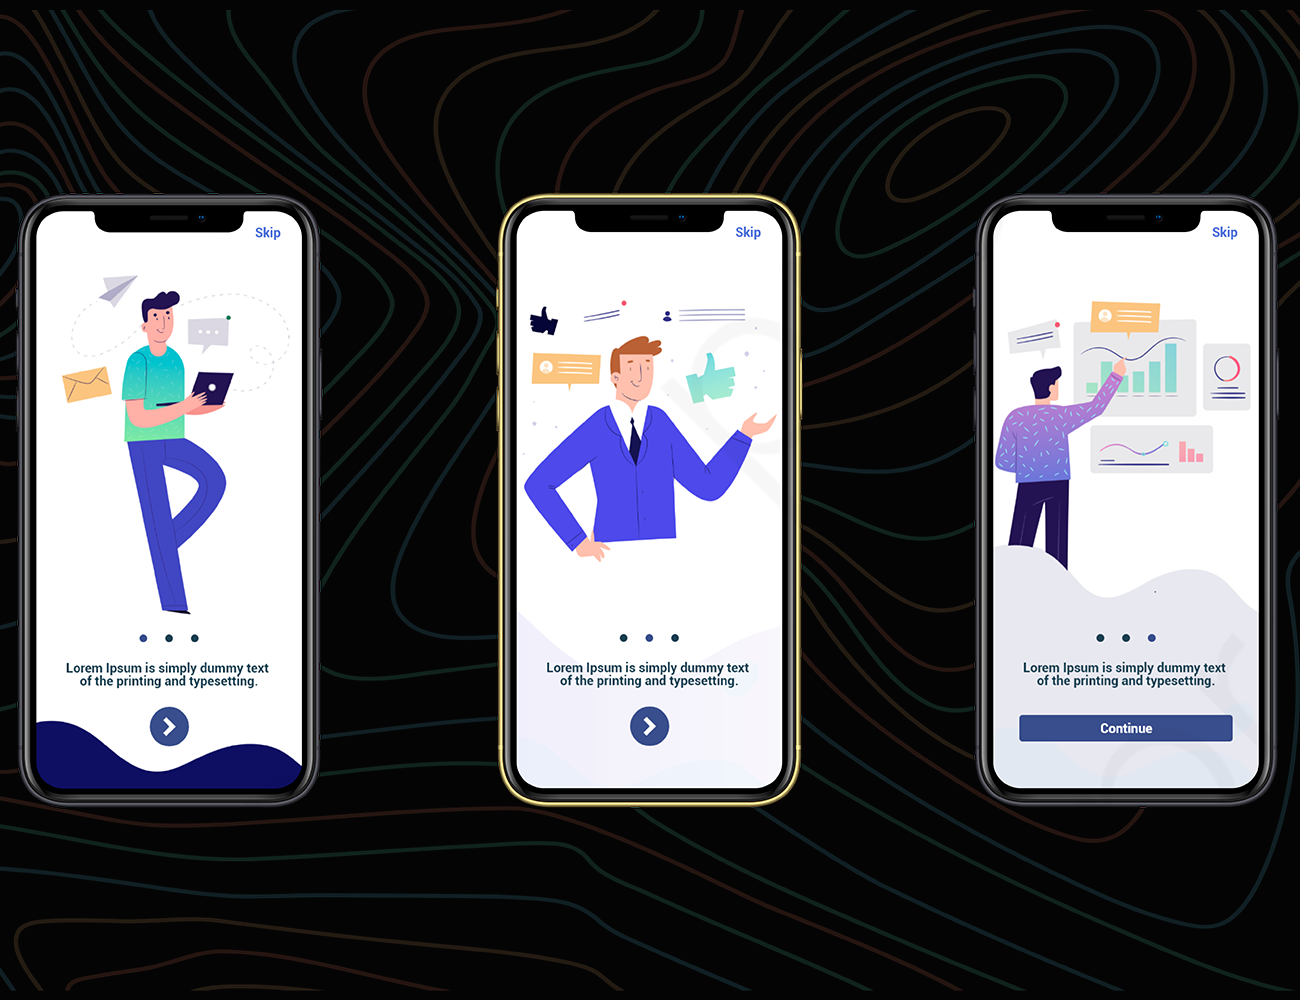 Skip
Lorem Ipsum is simply dummy text
of the printing and typesetting.
Skip
Lorem Ipsum is simply dummy text
of the printing and typesetting.
Skip
Lorem Ipsum is simply dummy text
of the printing and typesetting.
Continue